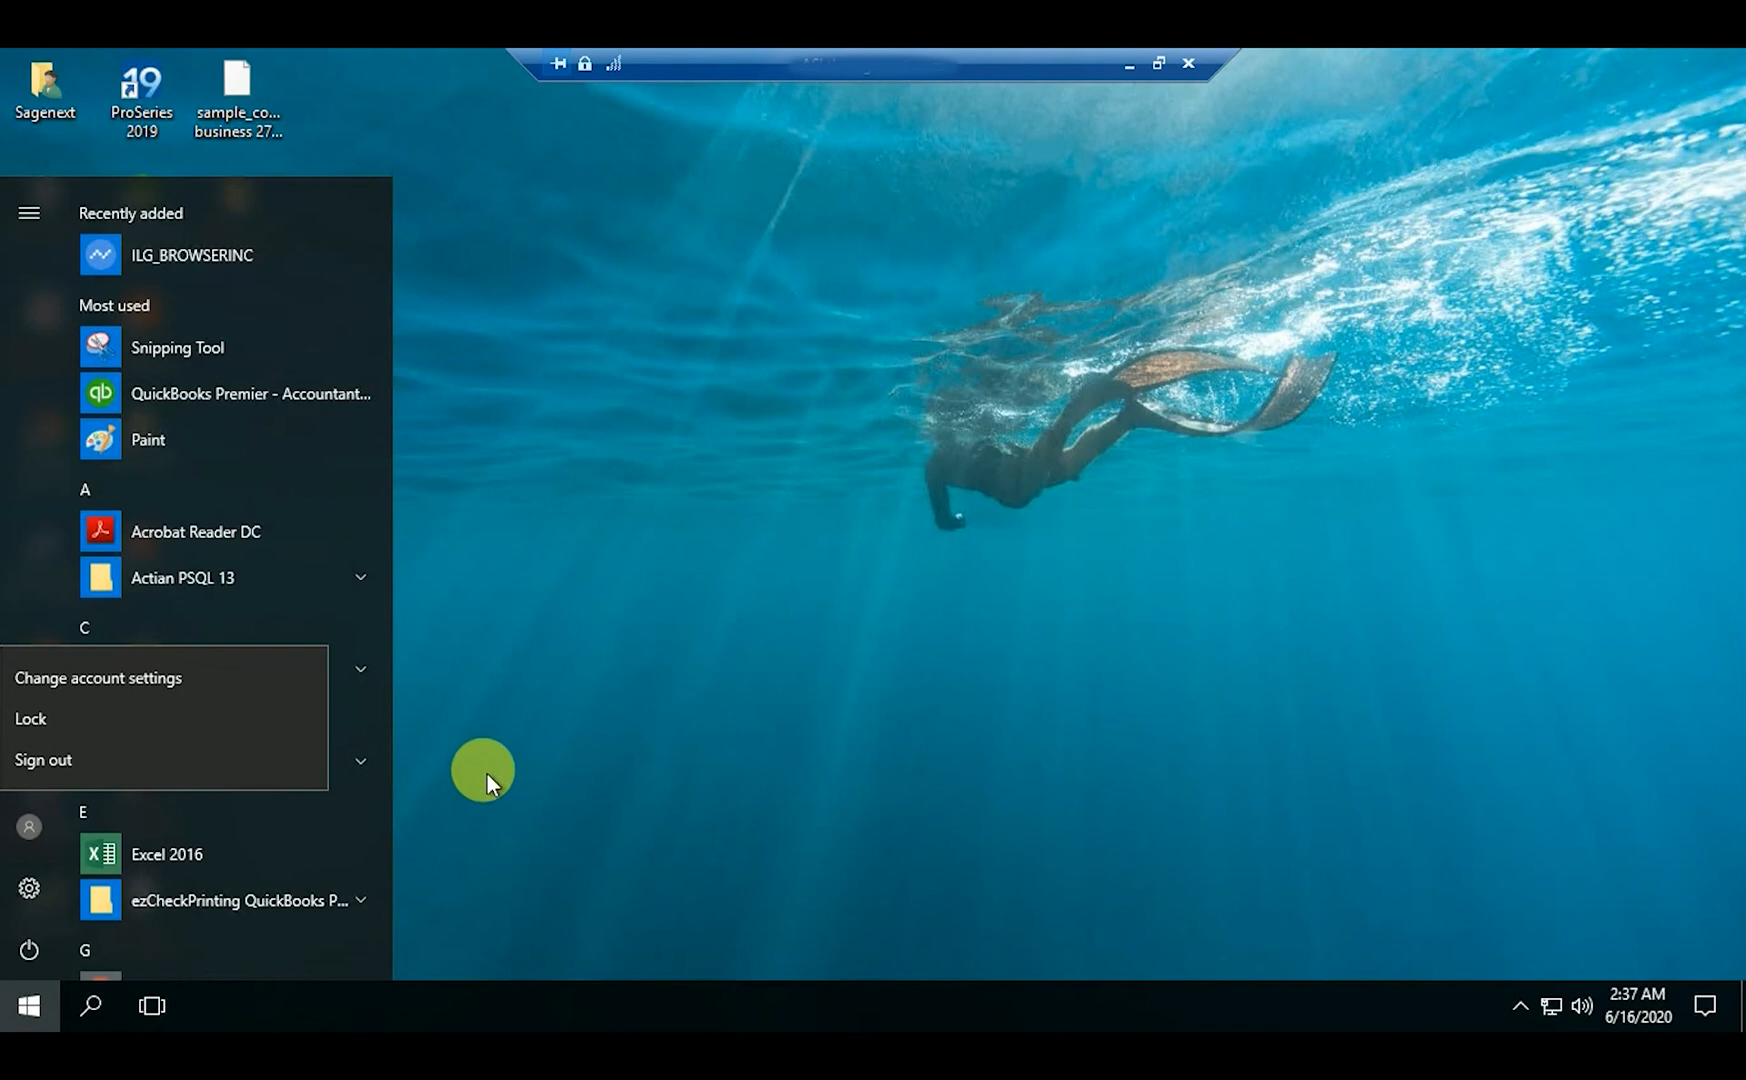 Sagenext
19
ProSeries
2019
sample_co...
business 27...
Recently added
ILG_BROWSERINC
Most used
Snipping Tool
qb
QuickBooks Premier - Accountant...
Paint
A
Acrobat Reader DC
Actian PSQL 13
C
Change account settings
Lock
Sign out
E
Excel 2016
ezCheckPrinting QuickBooks P...
G
2:37 AM
6/16/2020